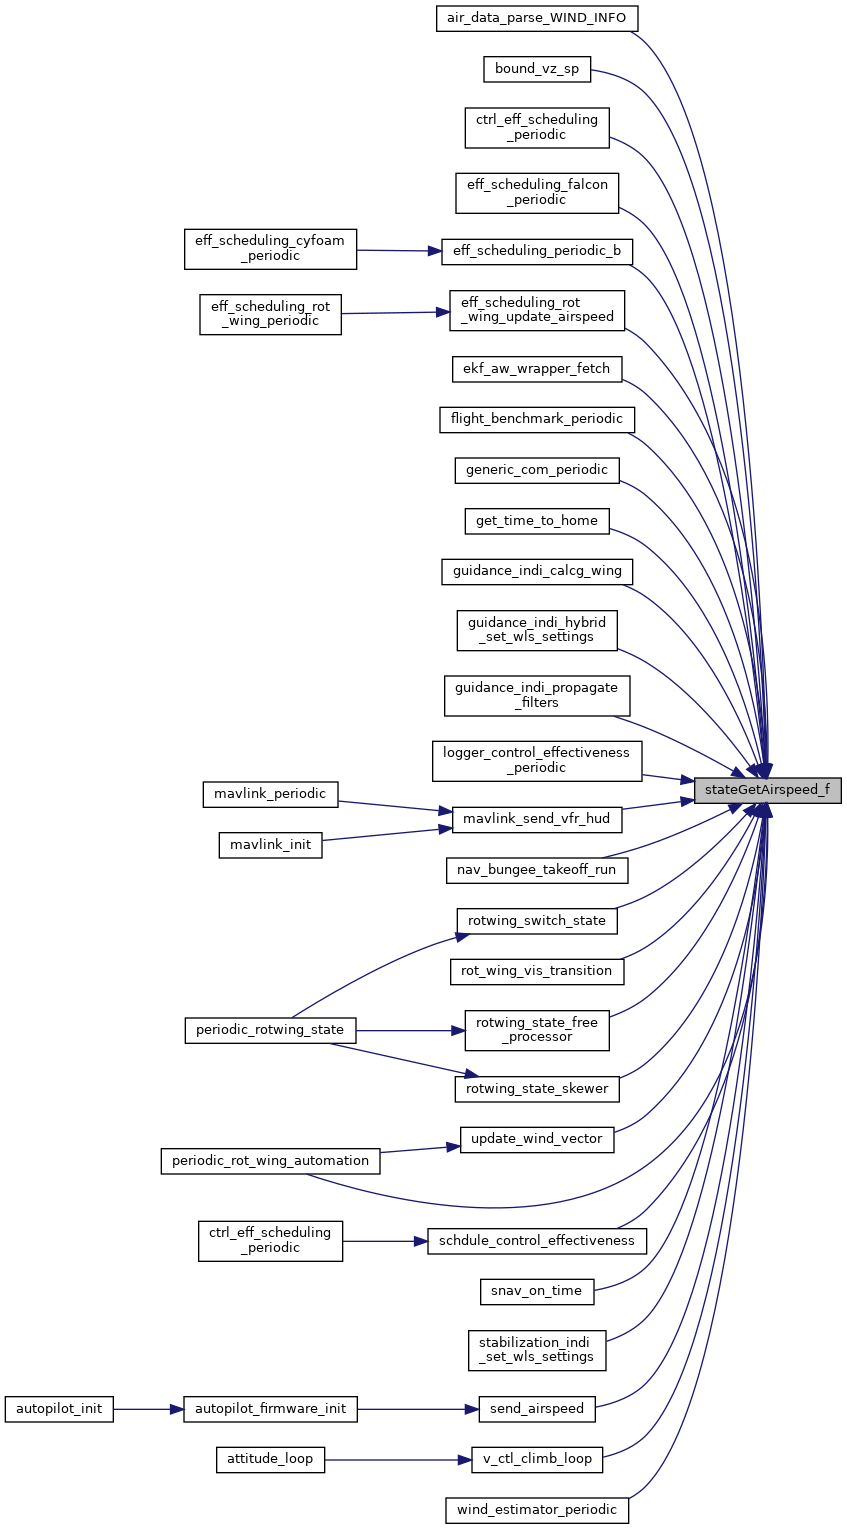 air_data_parse_WIND_INFO
bound_vz_sp
ctrl_eff_scheduling
_periodic
eff_scheduling_falcon
_periodic
eff_scheduling_cyfoam
_periodic
eff_scheduling_periodic_b
eff_scheduling_rot
_wing_periodic
eff_scheduling_rot
_wing_update_airspeed
ekf_aw_wrapper_fetch
flight_benchmark_periodic
generic_com_periodic
get_time_to_home
guidance_indi_calcg_wing
guidance_indi_hybrid
_set_wls_settings
guidance_indi_propagate
_filters
logger_control_effectiveness
_periodic
stateGetAirspeed_f
mavlink_periodic
mavlink_send_vfr_hud
mavlink_init
nav_bungee_takeoff_run
rotwing_switch_state
rot_wing_vis_transition
periodic_rotwing_state
rotwing_state_free
_processor
rotwing_state_skewer
update_wind_vector
periodic_rot_wing_automation
ctrl_eff_scheduling
_periodic
schdule_control_effectiveness
snav_on_time
stabilization_indi
_set_wls_settings
autopilot_init
autopilot_firmware_init
send_airspeed
attitude_loop
v_ctl_climb_loop
wind_estimator_periodic